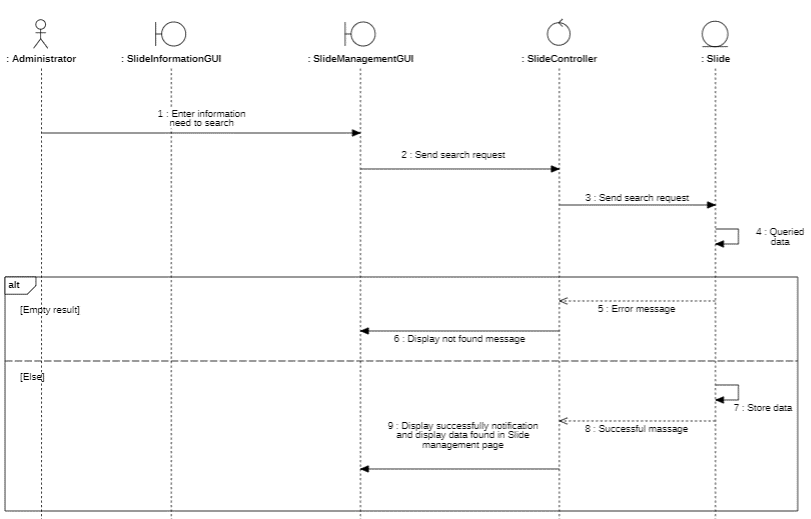 : Administrator
: SlideInformationGUI
: SlideManagementGUI
: SlideController
: Slide
1 : Enter information
need to search
2 : Send search request
3 : Send search request
4 : Queried
data
alt
[Empty result]
5 : Error message
6 : Display not found message
[Else]
7 : Store data
8 : Successful massage
9 : Display successfully notification
and display data found in Slide
management page